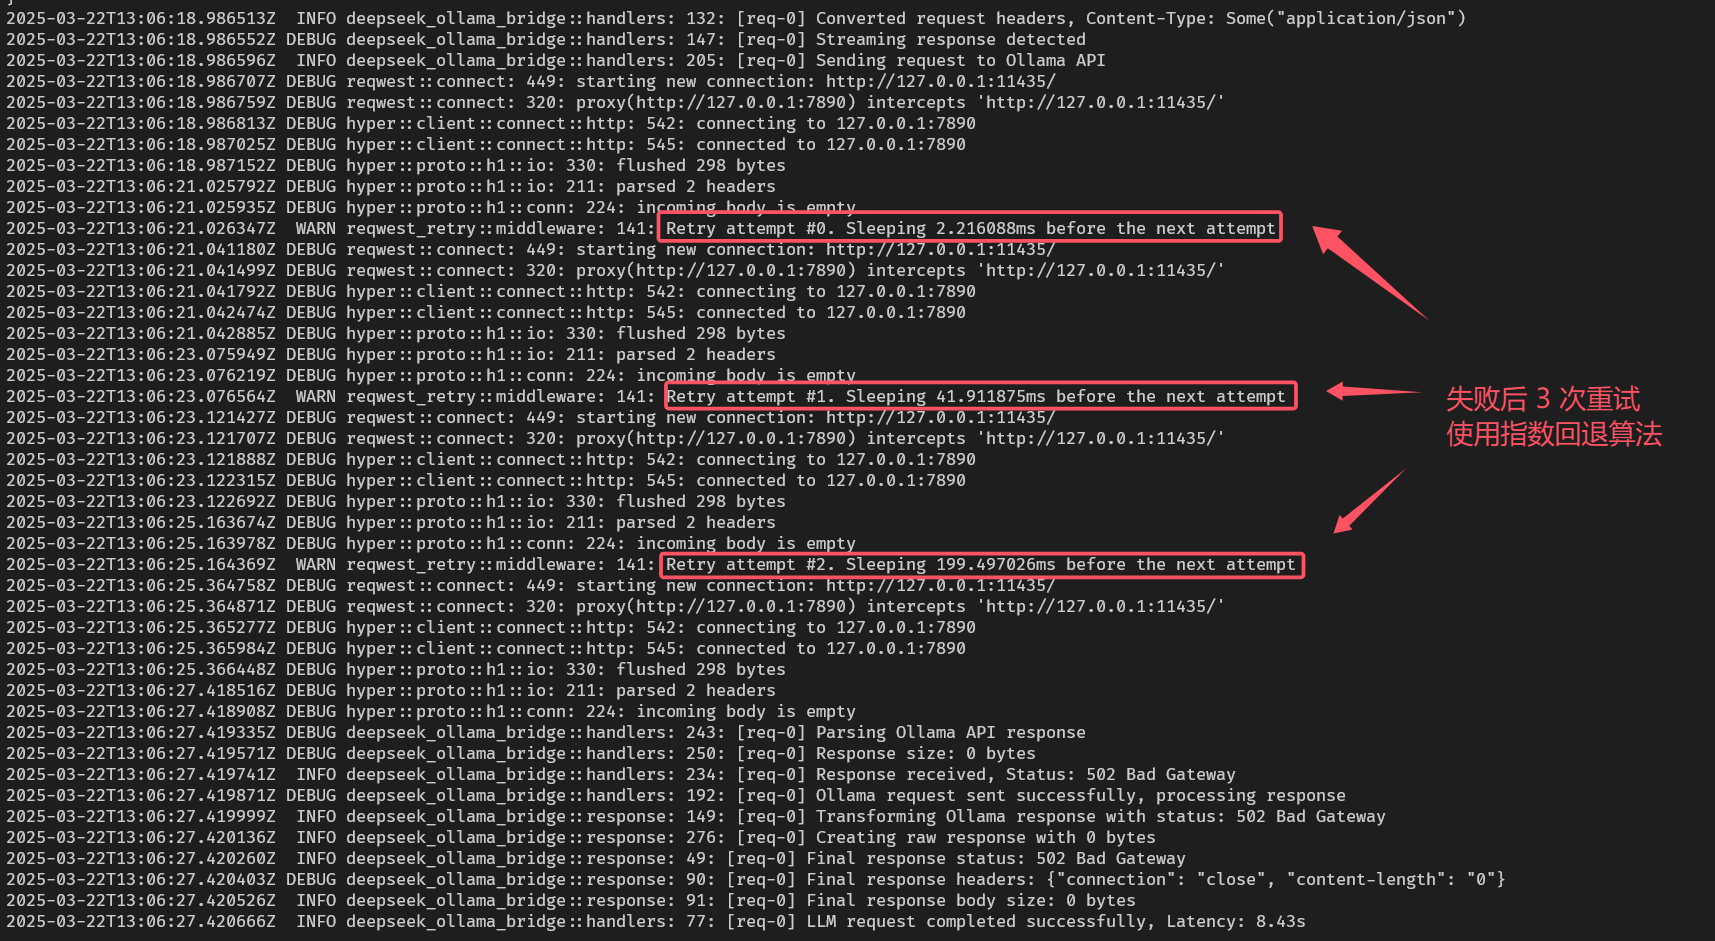 2025-03-22T13:06:18.986513Z  INFO deepseek_ollama_bridge::handlers: 132: [req-0] Converted request headers, Content-Type: Some("application/json")
2025-03-22T13:06:18.986552Z DEBUG deepseek_ollama_bridge::handlers: 147: [req-0] Streaming response detected
2025-03-22T13:06:18.986596Z  INFO deepseek_ollama_bridge::handlers: 205: [req-0] Sending request to Ollama API
2025-03-22T13:06:18.986707Z DEBUG reqwest::connect: 449: starting new connection: http://127.0.0.1:11435/
2025-03-22T13:06:18.986759Z DEBUG reqwest::connect: 320: proxy(http://127.0.0.1:7890) intercepts 'http://127.0.0.1:11435/'
2025-03-22T13:06:18.986813Z DEBUG hyper::client::connect::http: 542: connecting to 127.0.0.1:7890
2025-03-22T13:06:18.987025Z DEBUG hyper::client::connect::http: 545: connected to 127.0.0.1:7890
2025-03-22T13:06:18.987152Z DEBUG hyper::proto::h1::io: 330: flushed 298 bytes
2025-03-22T13:06:21.025792Z DEBUG hyper::proto::h1::io: 211: parsed 2 headers
2025-03-22T13:06:21.025935Z DEBUG hyper::proto::h1::conn: 224: incoming body is empty
2025-03-22T13:06:21.026347Z  WARN reqwest_retry::middleware: 141: Retry attempt #0. Sleeping 2.216088ms before the next attempt
2025-03-22T13:06:21.041180Z DEBUG reqwest::connect: 449: starting new connection: http://127.0.0.1:11435/
2025-03-22T13:06:21.041499Z DEBUG reqwest::connect: 320: proxy(http://127.0.0.1:7890) intercepts 'http://127.0.0.1:11435/'
2025-03-22T13:06:21.041792Z DEBUG hyper::client::connect::http: 542: connecting to 127.0.0.1:7890
2025-03-22T13:06:21.042474Z DEBUG hyper::client::connect::http: 545: connected to 127.0.0.1:7890
2025-03-22T13:06:21.042885Z DEBUG hyper::proto::h1::io: 330: flushed 298 bytes
2025-03-22T13:06:23.075949Z DEBUG hyper::proto::h1::io: 211: parsed 2 headers
2025-03-22T13:06:23.076219Z DEBUG hyper::proto::h1::conn: 224: incoming body is empty
2025-03-22T13:06:23.076564Z  WARN reqwest_retry::middleware: 141: Retry attempt #1. Sleeping 41.911875ms before the next attempt
2025-03-22T13:06:23.121427Z DEBUG reqwest::connect: 449: starting new connection: http://127.0.0.1:11435/
2025-03-22T13:06:23.121707Z DEBUG reqwest::connect: 320: proxy(http://127.0.0.1:7890) intercepts 'http://127.0.0.1:11435/'
2025-03-22T13:06:23.121888Z DEBUG hyper::client::connect::http: 542: connecting to 127.0.0.1:7890
2025-03-22T13:06:23.122315Z DEBUG hyper::client::connect::http: 545: connected to 127.0.0.1:7890
2025-03-22T13:06:23.122692Z DEBUG hyper::proto::h1::io: 330: flushed 298 bytes
2025-03-22T13:06:25.163674Z DEBUG hyper::proto::h1::io: 211: parsed 2 headers
2025-03-22T13:06:25.163978Z DEBUG hyper::proto::h1::conn: 224: incoming body is empty
2025-03-22T13:06:25.164369Z  WARN reqwest_retry::middleware: 141: Retry attempt #2. Sleeping 199.497026ms before the next attempt
2025-03-22T13:06:25.364758Z DEBUG reqwest::connect: 449: starting new connection: http://127.0.0.1:11435/
2025-03-22T13:06:25.364871Z DEBUG reqwest::connect: 320: proxy(http://127.0.0.1:7890) intercepts 'http://127.0.0.1:11435/'
2025-03-22T13:06:25.365277Z DEBUG hyper::client::connect::http: 542: connecting to 127.0.0.1:7890
2025-03-22T13:06:25.365984Z DEBUG hyper::client::connect::http: 545: connected to 127.0.0.1:7890
2025-03-22T13:06:25.366448Z DEBUG hyper::proto::h1::io: 330: flushed 298 bytes
2025-03-22T13:06:27.418516Z DEBUG hyper::proto::h1::io: 211: parsed 2 headers
2025-03-22T13:06:27.418908Z DEBUG hyper::proto::h1::conn: 224: incoming body is empty
2025-03-22T13:06:27.419335Z DEBUG deepseek_ollama_bridge::handlers: 243: [req-0] Parsing Ollama API response
2025-03-22T13:06:27.419571Z DEBUG deepseek_ollama_bridge::handlers: 250: [req-0] Response size: 0 bytes
2025-03-22T13:06:27.419741Z  INFO deepseek_ollama_bridge::handlers: 234: [req-0] Response received, Status: 502 Bad Gateway
2025-03-22T13:06:27.419871Z DEBUG deepseek_ollama_bridge::handlers: 192: [req-0] Ollama request sent successfully, processing response
2025-03-22T13:06:27.419999Z  INFO deepseek_ollama_bridge::response: 149: [req-0] Transforming Ollama response with status: 502 Bad Gateway
2025-03-22T13:06:27.420136Z  INFO deepseek_ollama_bridge::response: 276: [req-0] Creating raw response with 0 bytes
2025-03-22T13:06:27.420260Z  INFO deepseek_ollama_bridge::response: 49: [req-0] Final response status: 502 Bad Gateway
2025-03-22T13:06:27.420403Z DEBUG deepseek_ollama_bridge::response: 90: [req-0] Final response headers: {"connection": "close", "content-length": "0"}
2025-03-22T13:06:27.420526Z  INFO deepseek_ollama_bridge::response: 91: [req-0] Final response body size: 0 bytes
2025-03-22T13:06:27.420666Z  INFO deepseek_ollama_bridge::handlers: 77: [req-0] LLM request completed successfully, Latency: 8.43s
失败后 3 次重试
使用指数回退算法